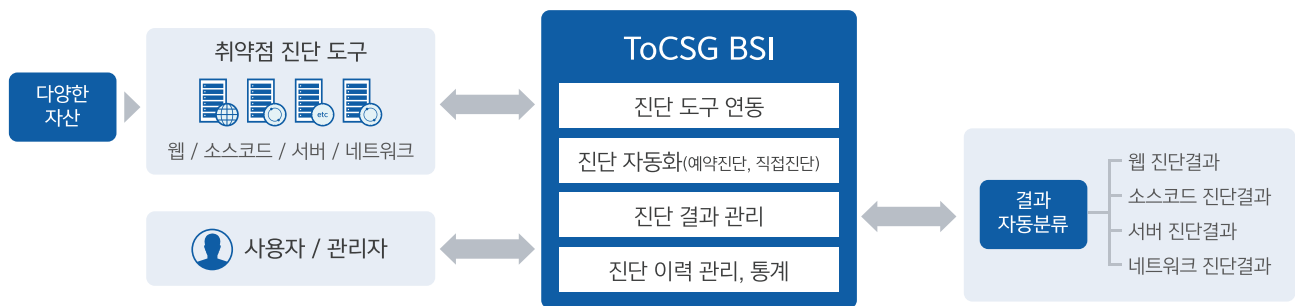 다양한
자산
취약점 진단 도구
etc
웹 / 소스코드 / 서버 / 네트워크
사용자 / 관리자
ToCSG BSI
진단 도구 연동
진단 자동화(예약진단, 직접진단)
진단 결과 관리
진단 이력 관리, 통계
결과
자동분류
웹 진단결과
소스코드 진단결과
서버 진단결과
네트워크 진단결과